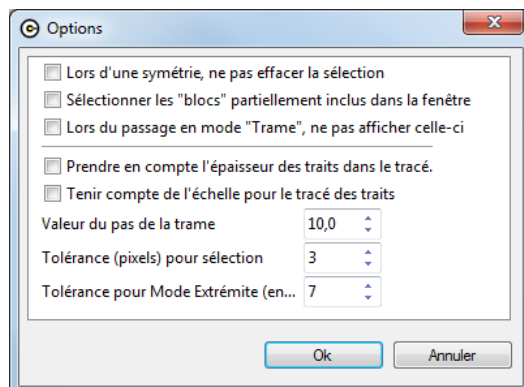 Options
Lors d'une symétrie, ne pas effacer la sélection
Sélectionner les "blocs" partiellement inclus dans la fenêtre
Lors du passage en mode "Trame", ne pas afficher celle-ci
Prendre en compte l'épaisseur des traits dans le tracé.
Tenir compte de l'échelle pour le tracé des traits
Valeur du pas de la trame 10,0
Tolérance (pixels) pour sélection 3
Tolérance pour Mode Extrémite (en... 7
Ok Annuler